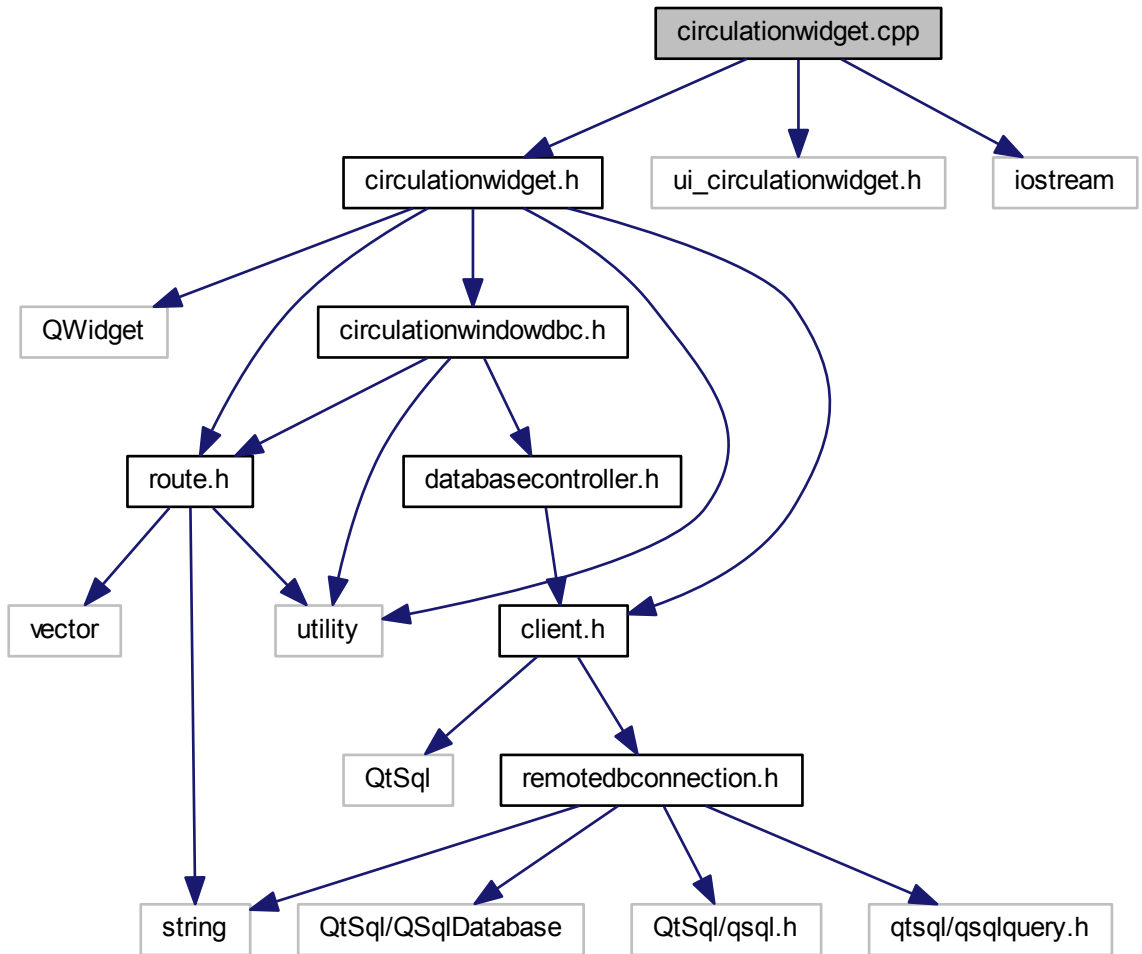 circulationwidget.cpp
circulationwidget.h
ui_circulationwidget.h
iostream
QWidget
circulationwindowdbc.h
route.h
databasecontroller.h
vector
utility
client.h
QtSql
remotedbconnection.h
string
QtSql/QSqlDatabase
QtSql/qsql.h
qtsql/qsqlquery.h